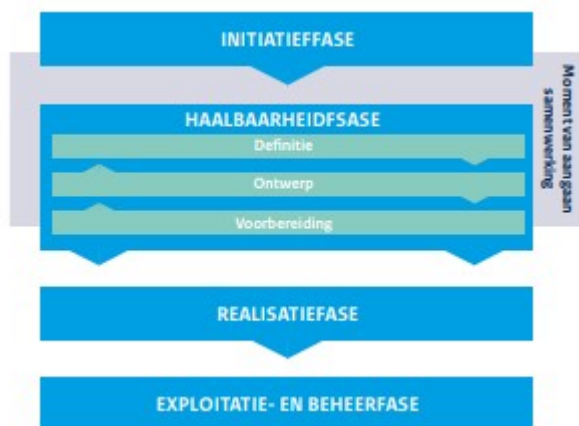 INITIATIEFFASE
Moment van aangaan
samenwerking
HAALBAARHEIDFSASE
Definitie
Ontwerp
Voorbereiding
REALISATIEFASE
EXPLOITATIE- EN BEHEERFASE